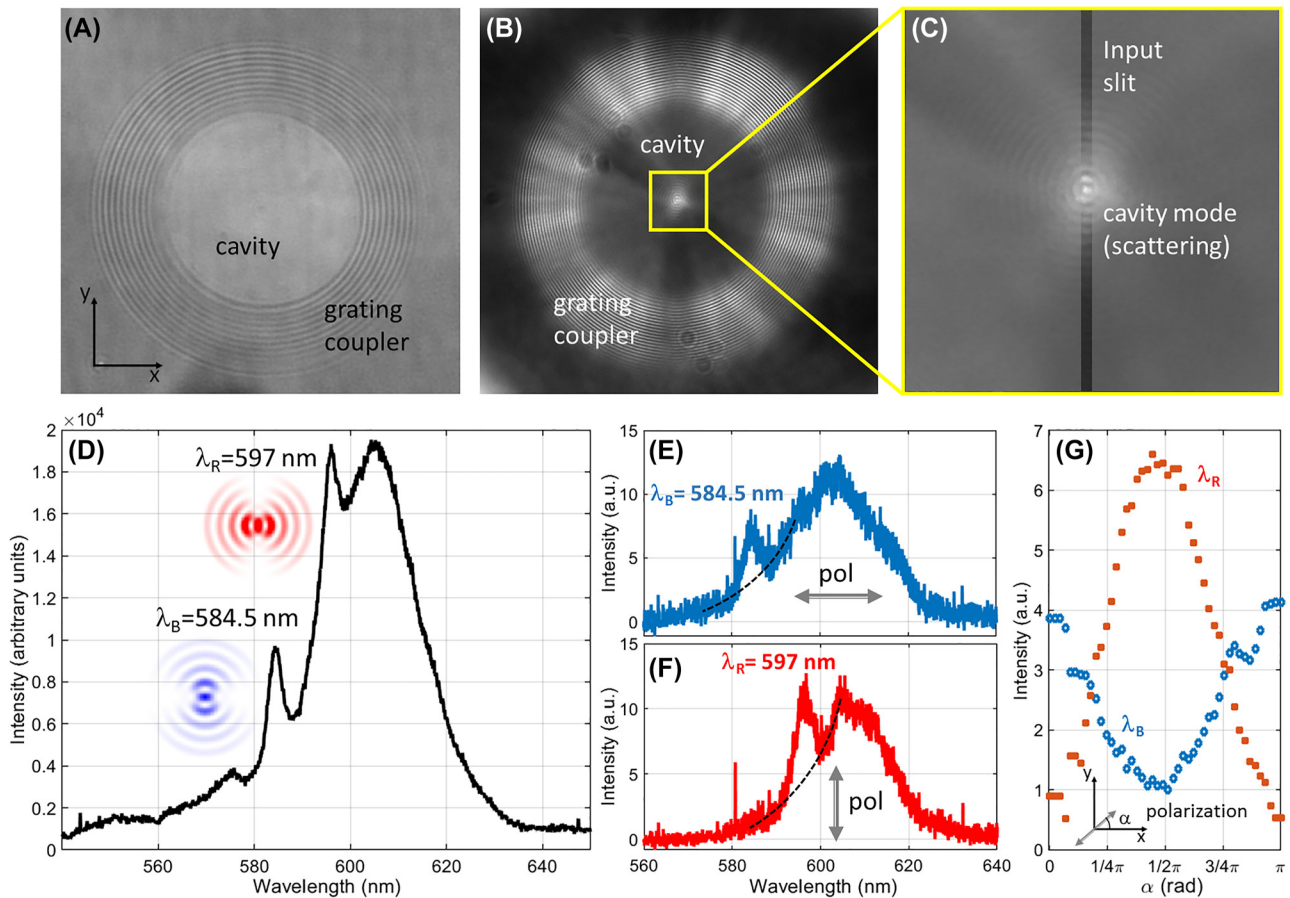 (A)
cavity
grating
coupler
y
x
(B)
cavity
grating
coupler
(C)
Input
slit
cavity mode
(scattering)
(D)
×10⁴
2
1.8
1.6
1.4
1.2
1
0.8
0.6
0.4
0.2
0
560
580
600
620
640
Wavelength (nm)
Intensity (arbitrary units)
λR=597 nm
λB=584.5 nm
(E)
15
10
5
0
Intensity (a.u.)
λB= 584.5 nm
pol
(F)
15
10
5
0
Intensity (a.u.)
λR= 597 nm
pol
560
580
600
620
640
Wavelength (nm)
(G)
7
6
5
4
3
2
1
0
Intensity (a.u.)
λR
λB
y
α
x
polarization
0
1/4π
1/2π
3/4π
π
α (rad)